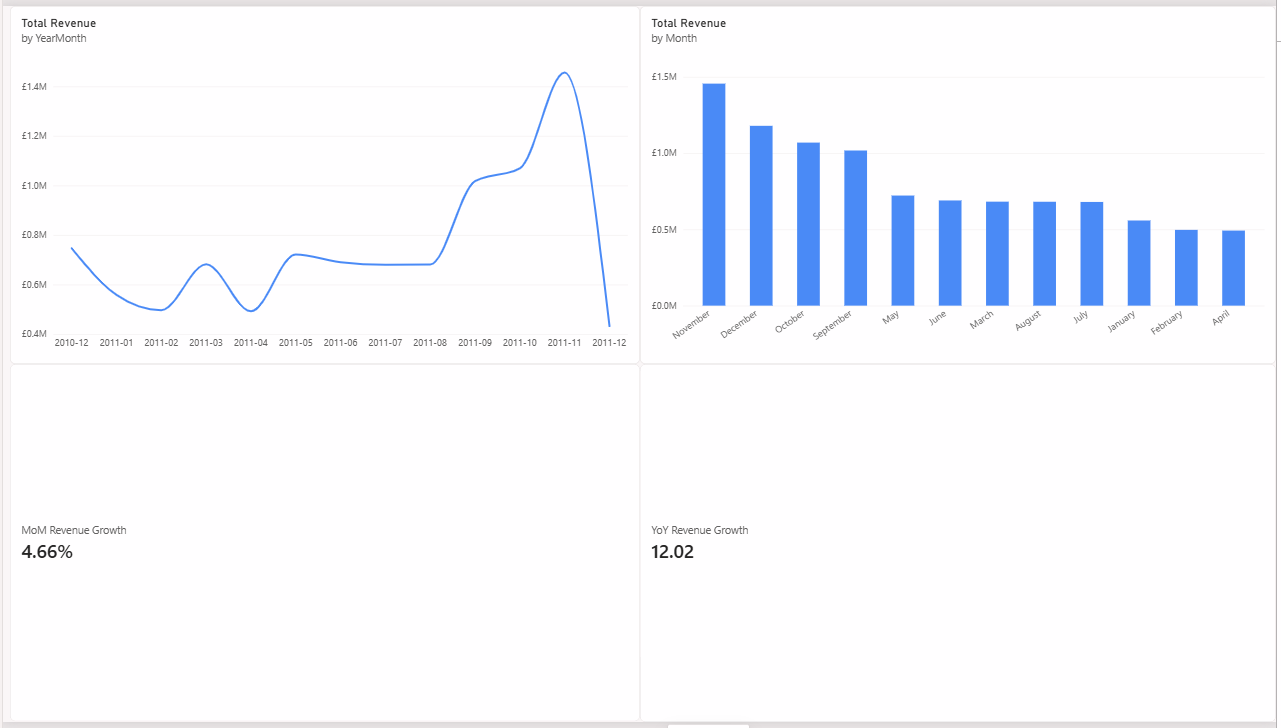 Total Revenue
by YearMonth
£1.4M
£1.2M
£1.0M
£0.8M
£0.6M
£0.4M
2010-12 2011-01 2011-02 2011-03 2011-04 2011-05 2011-06 2011-07 2011-08 2011-09 2011-10 2011-11 2011-12
Total Revenue
by Month
£1.5M
£1.0M
£0.5M
£0.0M
November December October September May June March August July January February April
MoM Revenue Growth
4.66%
YoY Revenue Growth
12.02